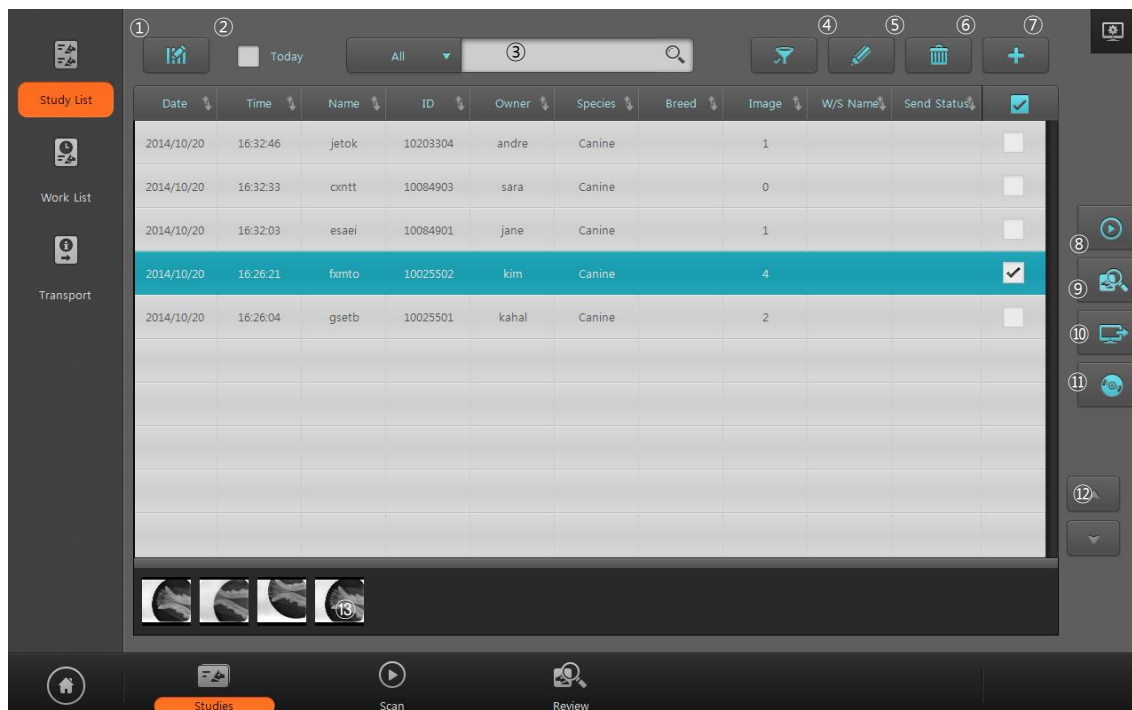 ① ② ④ ⑤ ⑥ ⑦
Today All ③
Study List
Date Time Name ID Owner Species Breed Image W/S Name Send Status
2014/10/20 16:32:46 jetok 10203304 andre Canine 1
2014/10/20 16:32:33 cxntt 10084903 sara Canine 0
Work List
2014/10/20 16:32:03 esaei 10084901 jane Canine 1
⑧
2014/10/20 16:26:21 fxmto 10025502 kim Canine 4
⑨
Transport
2014/10/20 16:26:04 gsetb 10025501 kahal Canine 2
⑩
⑪
⑫
⑬
Studies Scan Review